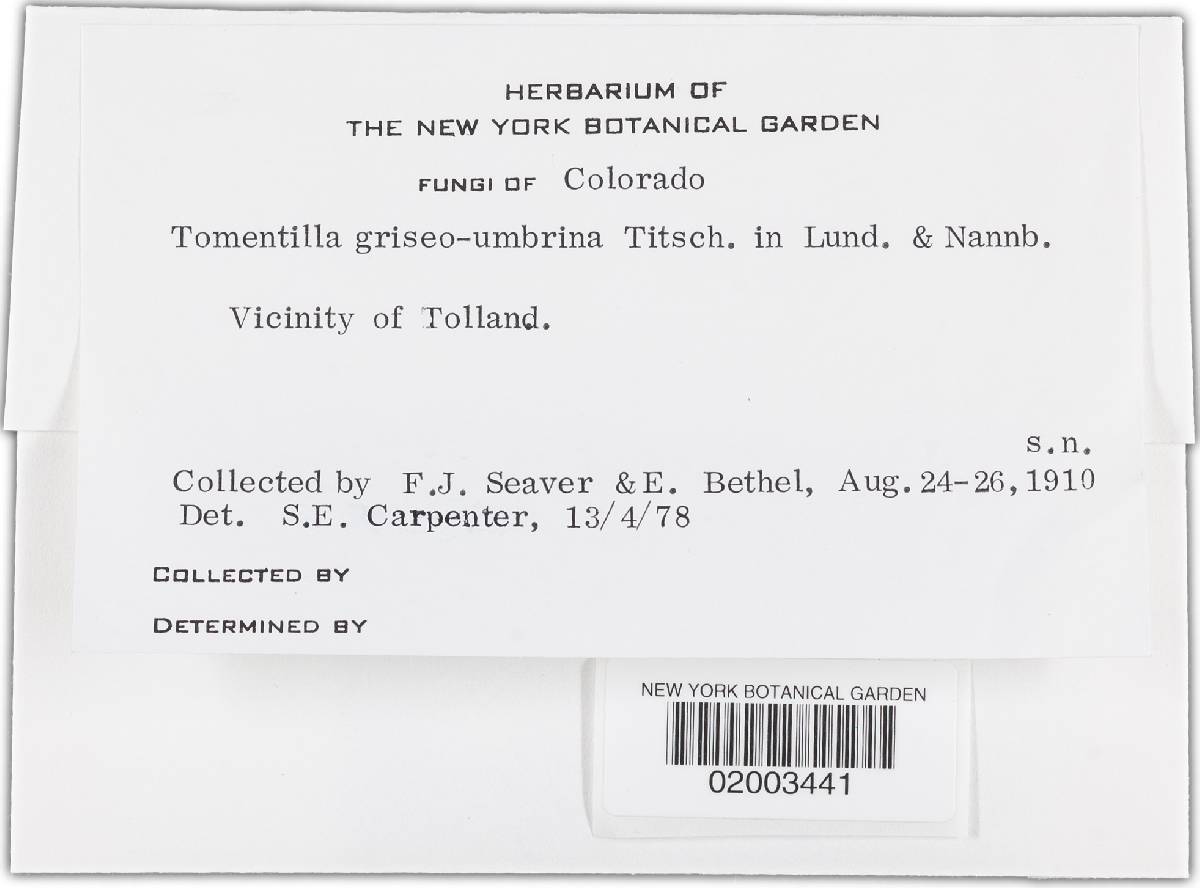 HERBARIUM OF
THE NEW YORK BOTANICAL GARDEN
FUNGI OF Colorado
Tomentilla griseo-umbrina Titsch. in Lund. & Nannb.
Vicinity of Tolland.
s.n.
Collected by F.J. Seaver & E. Bethel, Aug. 24-26, 1910
Det. S.E. Carpenter, 13/4/78
COLLECTED BY
DETERMINED BY
NEW YORK BOTANICAL GARDEN
02003441